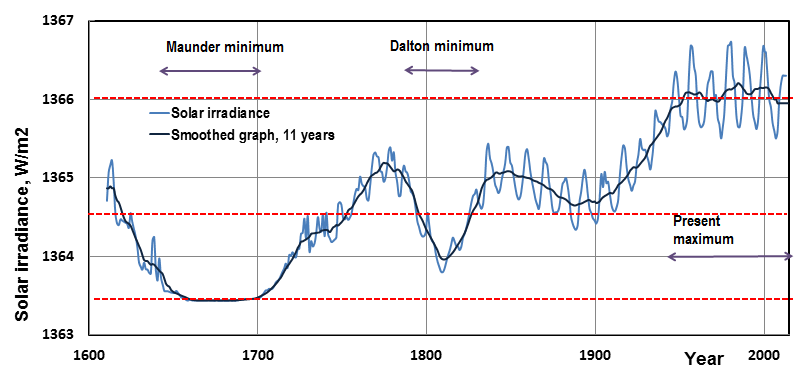 1367
1366
1365
1364
1363
Solar irradiance, W/m2
Maunder minimum
Dalton minimum
Solar irradiance
Smoothed graph, 11 years
Present
maximum
1600
1700
1800
1900
2000
Year